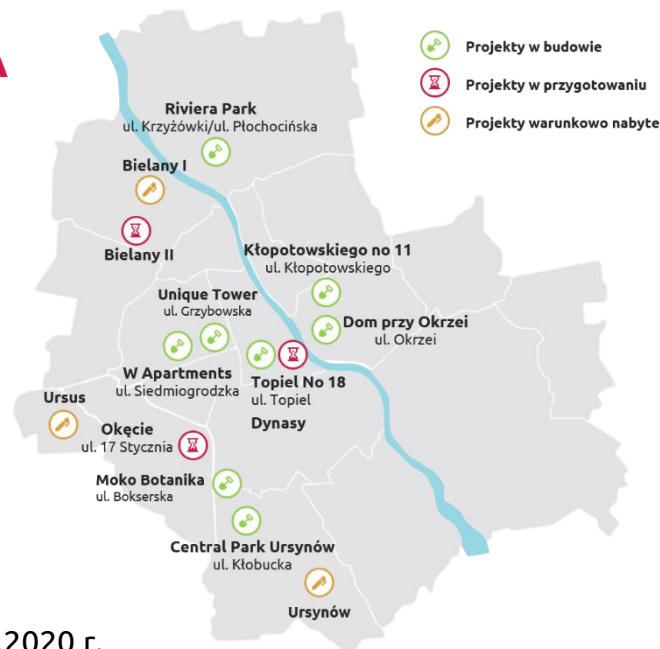 A
Projekty w budowie
Projekty w przygotowaniu
Projekty warunkowo nabyte
Riviera Park
ul. Krzyżówki/ul. Płochocińska
Bielany I
Bielany II
Kłopotowskiego no 11
ul. Kłopotowskiego
Unique Tower
ul. Grzybowska
Dom przy Okrzei
ul. Okrzei
W Apartments
ul. Siedmiogrodzka
Topiel No 18
ul. Topiel
Dynasy
Ursus
Okęcie
ul. 17 Stycznia
Moko Botanika
ul. Bokserska
Central Park Ursynów
ul. Kłobucka
Ursynów
.2020 r.